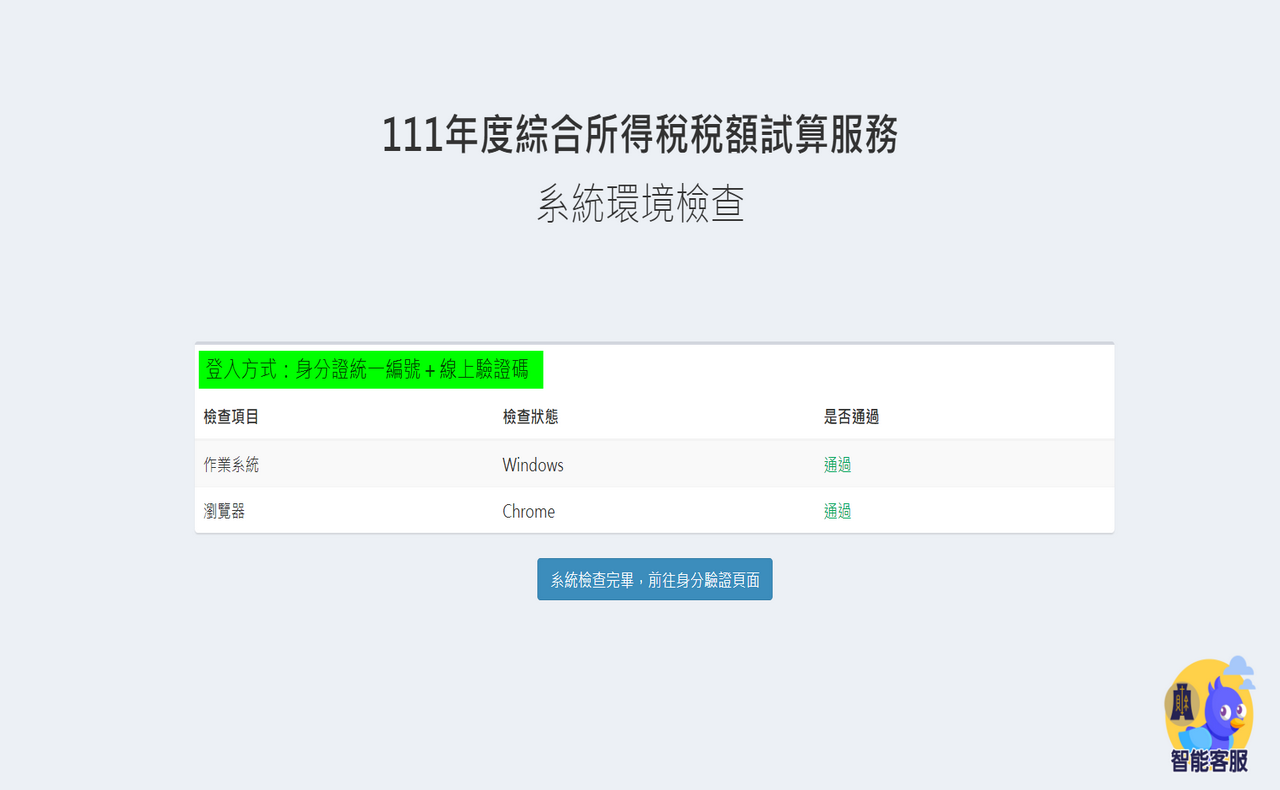 111年度綜合所得稅稅額試算服務
系統環境檢查
登入方式：身分證統一編號 + 線上驗證碼
檢查項目 檢查狀態 是否通過
作業系統 Windows 通過
瀏覽器 Chrome 通過
系統檢查完畢，前往身分驗證頁面
智能客服